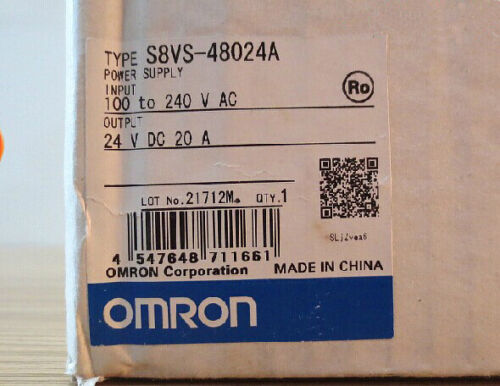 TYPE S8VS-48024A
POWER SUPPLY
INPUT
100 to 240 V AC
Ro
OUTPUT
24 V DC 20 A
LOT No.21712M. QTY.1
4 547648 711661
OMRON Corporation MADE IN CHINA
OMRON